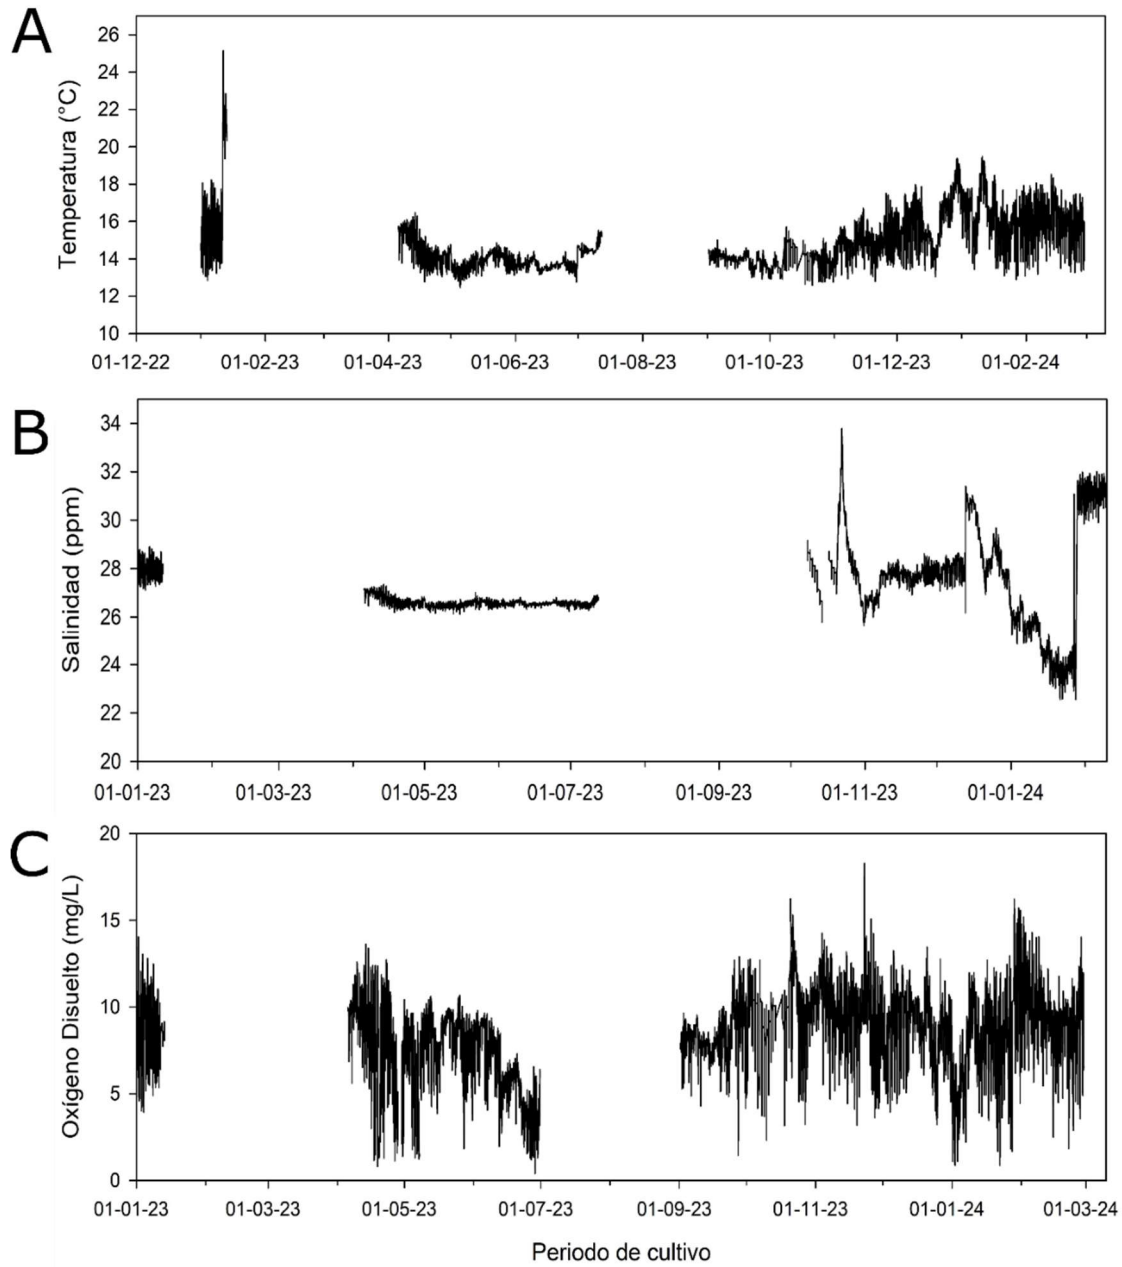 A
Temperatura (°C)
26
24
22
20
18
16
14
12
10
01-12-22 01-02-23 01-04-23 01-06-23 01-08-23 01-10-23 01-12-23 01-02-24
B
Salinidad (ppm)
34
32
30
28
26
24
22
20
01-01-23 01-03-23 01-05-23 01-07-23 01-09-23 01-11-23 01-01-24
C
Oxígeno Disuelto (mg/L)
20
15
10
5
0
01-01-23 01-03-23 01-05-23 01-07-23 01-09-23 01-11-23 01-01-24 01-03-24
Periodo de cultivo